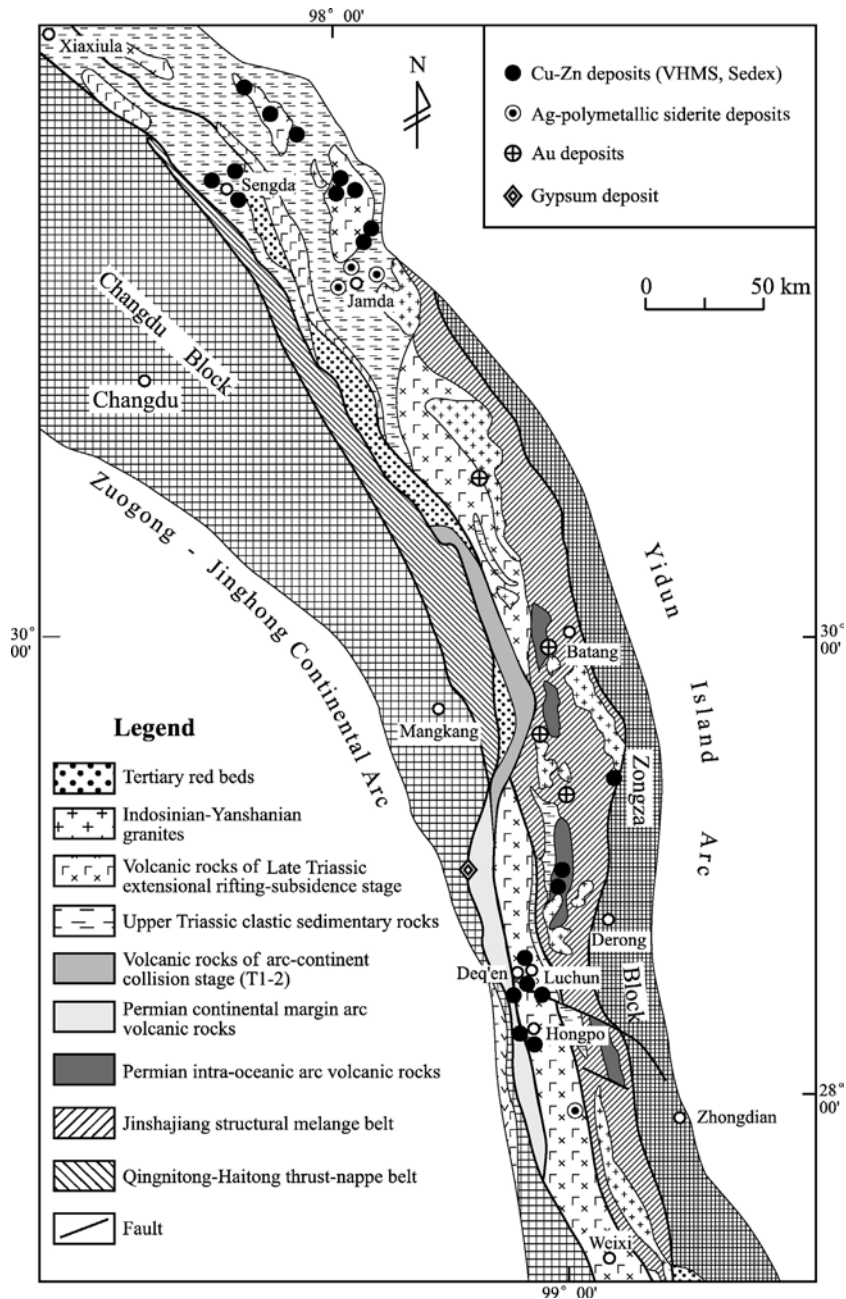 98° 00'
Xiaxiula
N
Cu-Zn deposits (VHMS, Sedex)
Ag-polymetallic siderite deposits
Au deposits
Gypsum deposit
Sengda
0 50 km
Jamda
Changdu Block
Changdu
Zuogong - Jinghong Continental Arc
Yidun Island Arc
30° 00'
30° 00'
Batang
Mangkang
Zongza Block
Legend
Tertiary red beds
Indosinian-Yanshanian
granites
Volcanic rocks of Late Triassic
extensional rifting-subsidence stage
Upper Triassic clastic sedimentary rocks
Volcanic rocks of arc-continent
collision stage (T1-2)
Permian continental margin arc
volcanic rocks
Permian intra-oceanic arc volcanic rocks
Jinshajiang structural melange belt
Qingnitong-Haitong thrust-nappe belt
Fault
Derong
Deq'en
Luchun
Hongpo
28° 00'
Zhongdian
Weixi
99° 00'